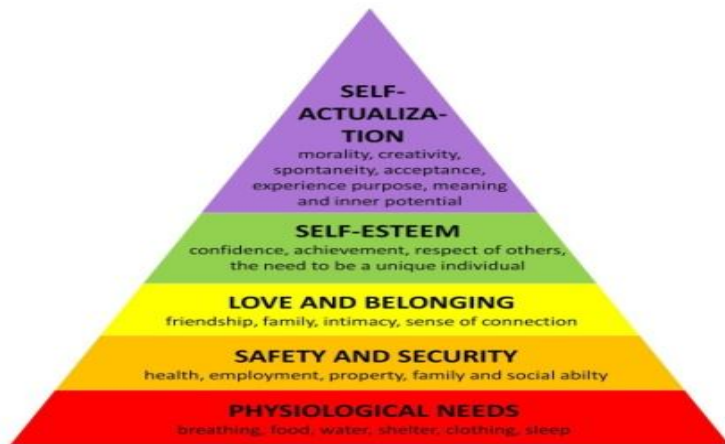 SELF-
ACTUALIZA-
TION
morality, creativity,
spontaneity, acceptance,
experience purpose, meaning
and inner potential
SELF-ESTEEM
confidence, achievement, respect of others,
the need to be a unique individual
LOVE AND BELONGING
friendship, family, intimacy, sense of connection
SAFETY AND SECURITY
health, employment, property, family and social abilty
PHYSIOLOGICAL NEEDS
breathing, food, water, shelter, clothing, sleep